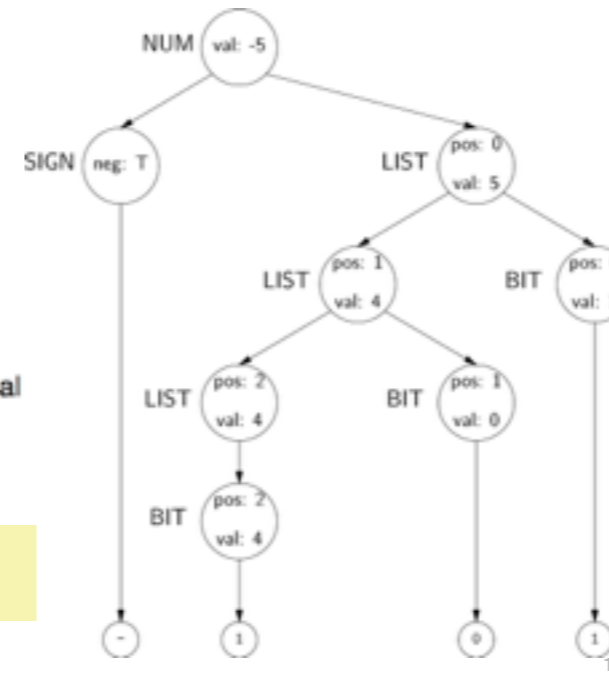 NUM val: -5
SIGN neg: T
LIST pos: 0
val: 5
LIST pos: 1
val: 4
BIT pos:
val:
al
LIST pos: 2
val: 4
BIT pos: 1
val: 0
BIT pos: 2
val: 4
-
1
0
1